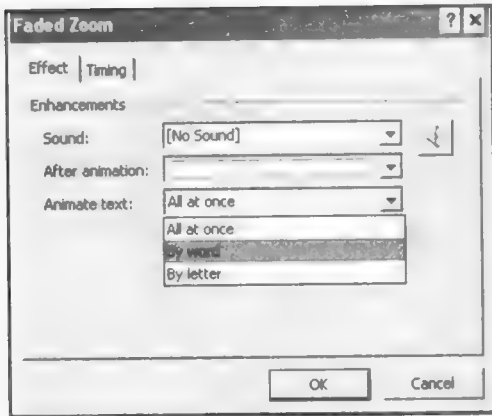 Faded Zoom ? X
Effect Timing
Enhancements
Sound: [No Sound]
After animation:
Animate text: All at once
All at once
By word
By letter
OK Cancel